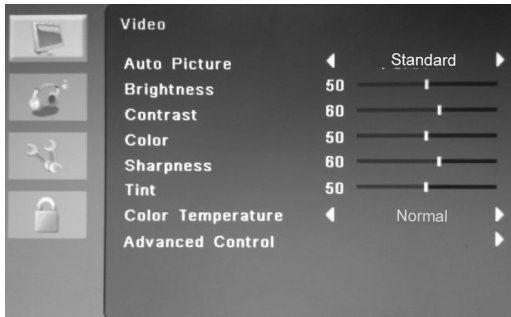 Video
Auto Picture Standard
Brightness 50
Contrast 60
Color 50
Sharpness 60
Tint 50
Color Temperature Normal
Advanced Control